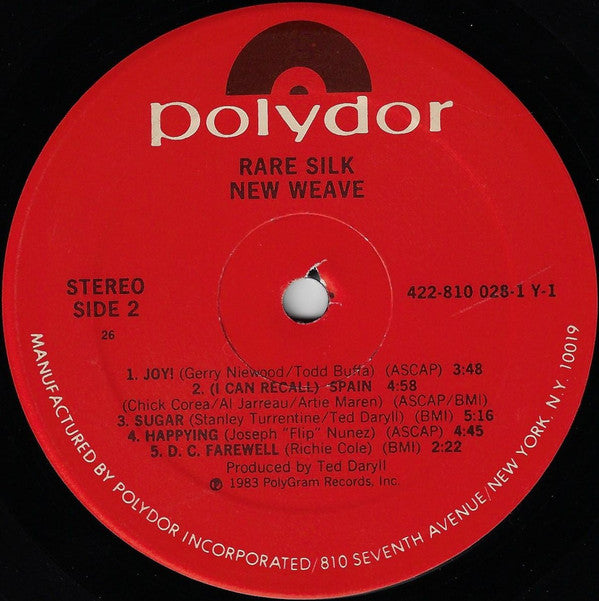 polydor
RARE SILK
NEW WEAVE
STEREO
SIDE 2
422-810 028-1 Y-1
26
1. JOY! (Gerry Niewood/Todd Buffa) (ASCAP) 3:48
2. (I CAN RECALL) SPAIN 4:58
(Chick Corea/Al Jarreau/Artie Maren) (ASCAP/BMI)
3. SUGAR (Stanley Turrentine/Ted Daryll) (BMI) 5:16
4. HAPPYING (Joseph "Flip" Nunez) (ASCAP) 4:45
5. D. C. FAREWELL (Richie Cole) (BMI) 2:22
Produced by Ted Daryll
℗ 1983 PolyGram Records, Inc.
MANUFACTURED BY POLYDOR INCORPORATED/810 SEVENTH AVENUE/NEW YORK. N.Y. 10019